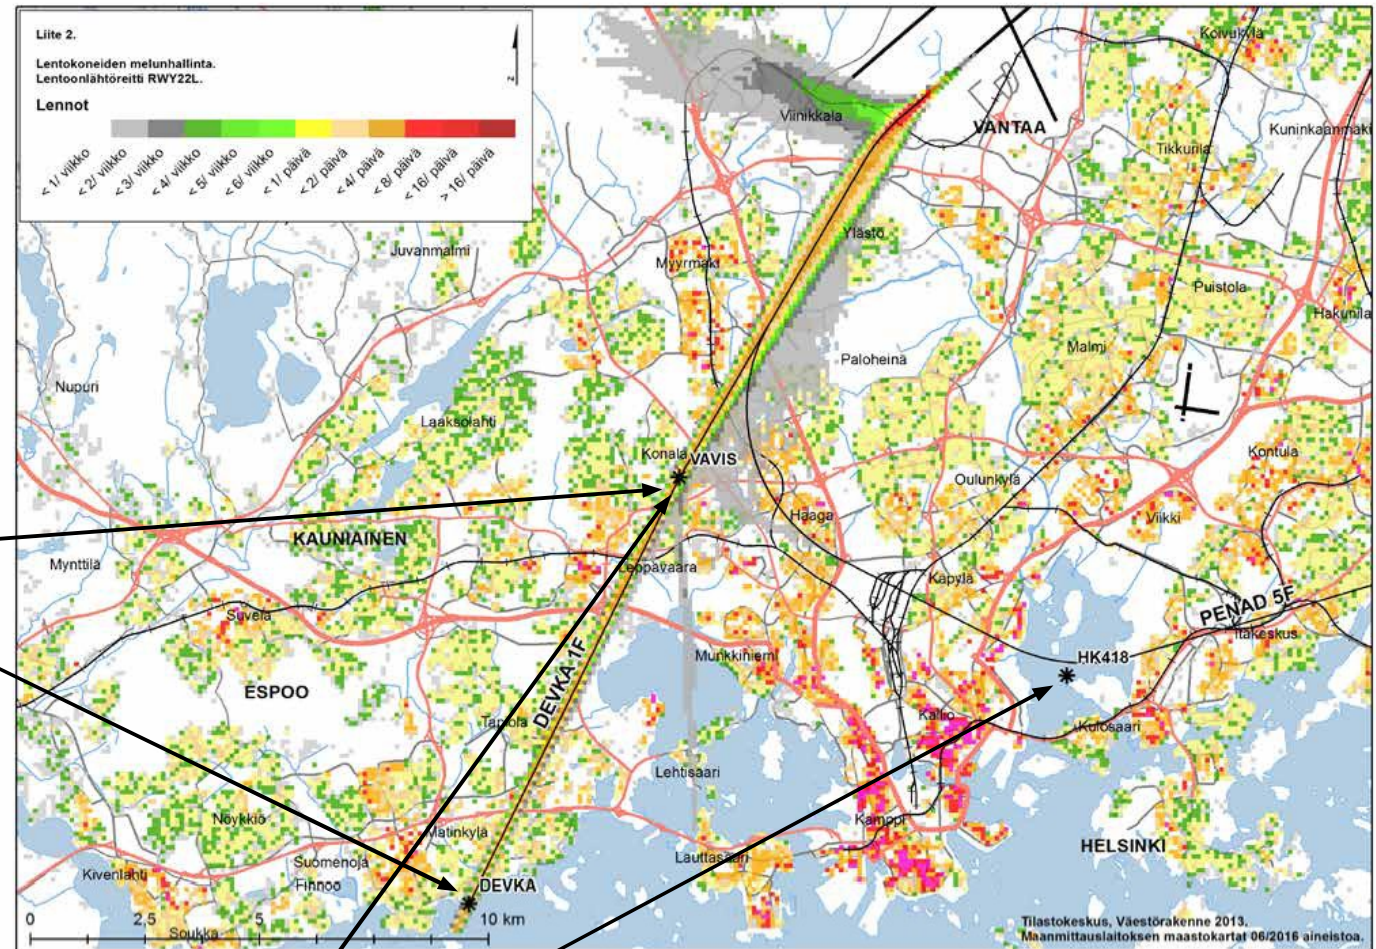 Liite 2.
Lentokoneiden melunhallinta.
Lentoonlähtöreitti RWY22L.
z
Lennot
< 1/ viikko
< 2/ viikko
< 3/ viikko
< 4/ viikko
< 5/ viikko
< 6/ viikko
< 1/ päivä
< 2/ päivä
< 4/ päivä
< 8/ päivä
<16/ päivä
> 16/ päivä
Koivukylä
Viinikkala
VANTAA
Kuninkaanmäki
Tikkurila
Juvanmalmi
Ylästö
Myyrmäki
Puistola
Hakunila
Malmi
Paloheinä
Nupuri
Laaksolahti
Konala
VAVIS
Kontula
Oulunkylä
Haaga
Viikki
KAUNIAINEN
Mynttilä
Leppävaara
Käpylä
PENAD 5F
Suvela
Itäkeskus
Munkkiniemi
HK418
ESPOO
DEVKA 1F
Tapiola
Kallio
Kulosaari
Lehtisaari
Nöykkiö
Matinkylä
Kamppi
HELSINKI
Suomenoja
Lauttasaari
Kivenlahti
Finnoo
DEVKA
0
2,5
5
10 km
Soukka
Tilastokeskus, Väestörakenne 2013.
Maanmittauslaitoksen maastokartat 06/2016 aineistoa.